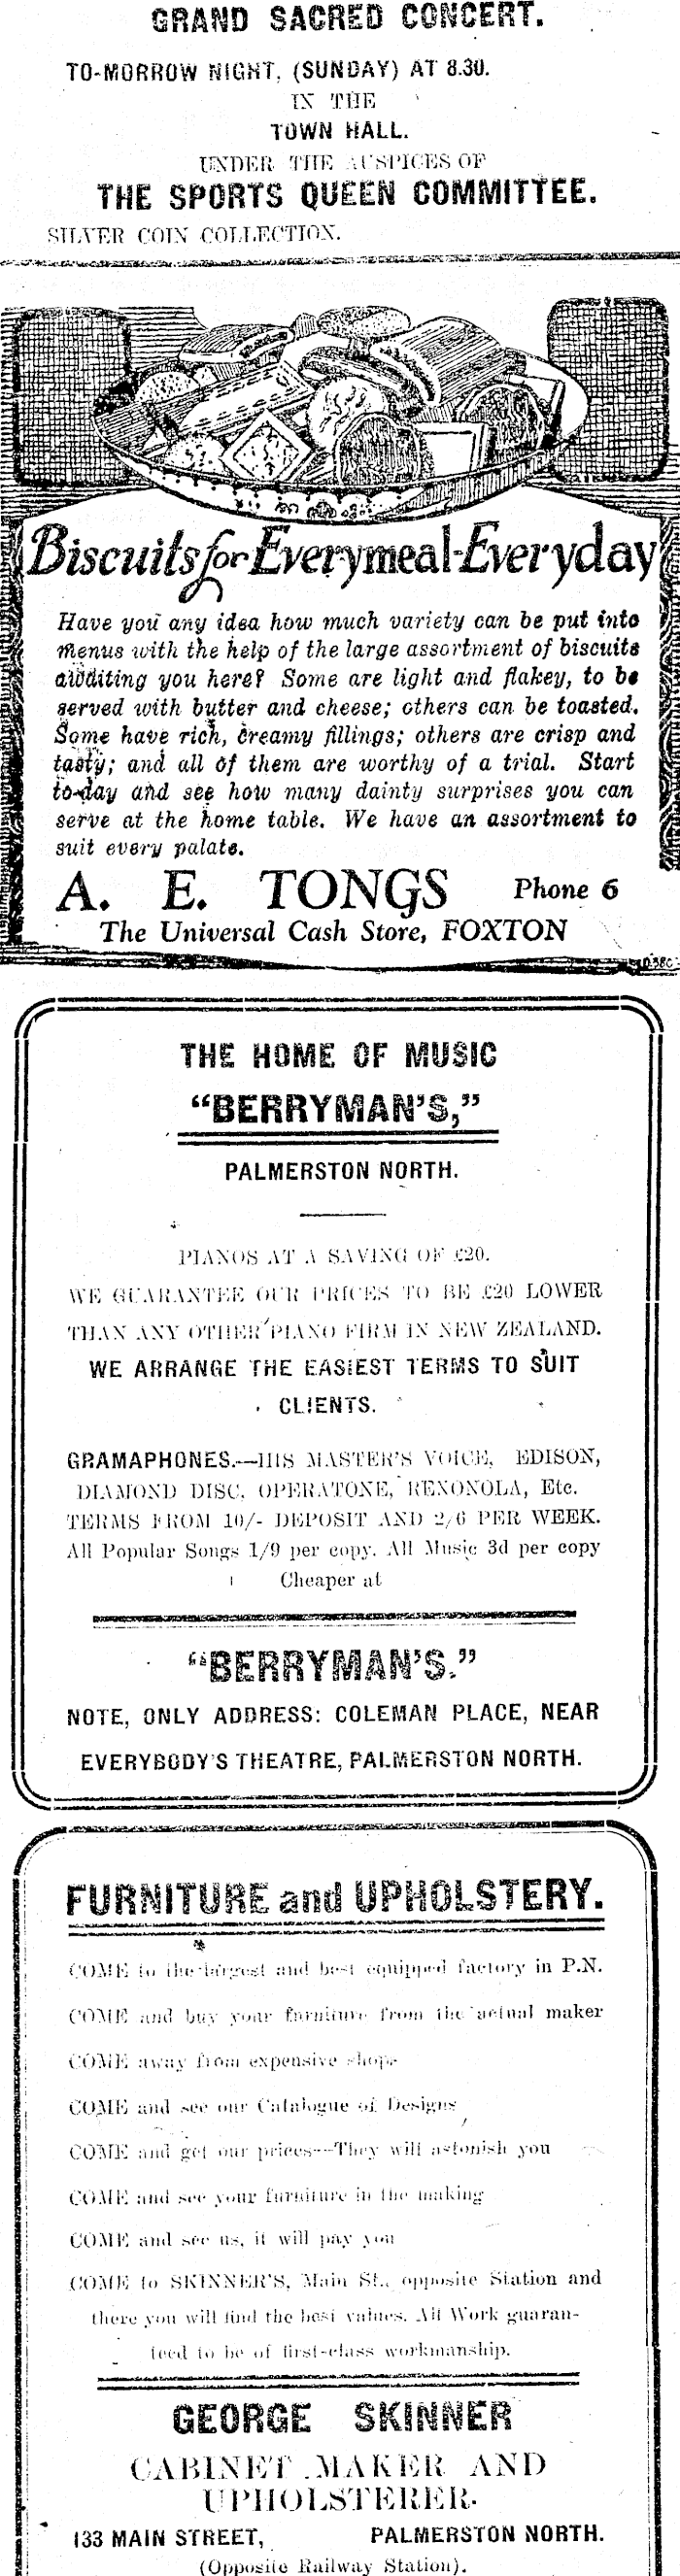 GRAND SACRED CONCERT.
TO-MORROW NIGHT, (SUNDAY) AT 8.30.
IN THE
TOWN HALL.
UNDER THE AUSPICES OF
THE SPORTS QUEEN COMMITTEE.
SILVER COIN COLLECTION.
Biscuits for Everymeal-Everyday
Have you any idea how much variety can be put into
menus with the help of the large assortment of biscuits
awaiting you here? Some are light and flakey, to be
served with butter and cheese; others can be toasted.
Some have rich, creamy fillings; others are crisp and
tasty; and all of them are worthy of a trial. Start
to-day and see how many dainty surprises you can
serve at the home table. We have an assortment to
suit every palate.
A. E. TONGS Phone 6
The Universal Cash Store, FOXTON
THE HOME OF MUSIC
"BERRYMAN'S,"
PALMERSTON NORTH.
PIANOS AT A SAVING OF £20.
WE GUARANTEE OUR PRICES TO BE £20 LOWER
THAN ANY OTHER PIANO FIRM IN NEW ZEALAND.
WE ARRANGE THE EASIEST TERMS TO SUIT
CLIENTS.
GRAMAPHONES.—HIS MASTER'S VOICE, EDISON,
DIAMOND DISC, OPERATONE, REXONOLA, Etc.
TERMS FROM 10/- DEPOSIT AND 2/6 PER WEEK.
All Popular Songs 1/9 per copy. All Music 3d per copy
Cheaper at
"BERRYMAN'S."
NOTE, ONLY ADDRESS: COLEMAN PLACE, NEAR
EVERYBODY'S THEATRE, PALMERSTON NORTH.
FURNITURE and UPHOLSTERY.
COME to the largest and best equipped factory in P.N.
COME and buy your furniture from the actual maker
COME away from expensive shops
COME and see our Catalogue of Designs
COME and get our prices—They will astonish you
COME and see your furniture in the making
COME and see us, it will pay you
COME to SKINNER'S, Main St., opposite Station and
there you will find the best values. All Work guaran-
teed to be of first-class workmanship.
GEORGE SKINNER
CABINET MAKER AND
UPHOLSTERER.
133 MAIN STREET, PALMERSTON NORTH.
(Opposite Railway Station).